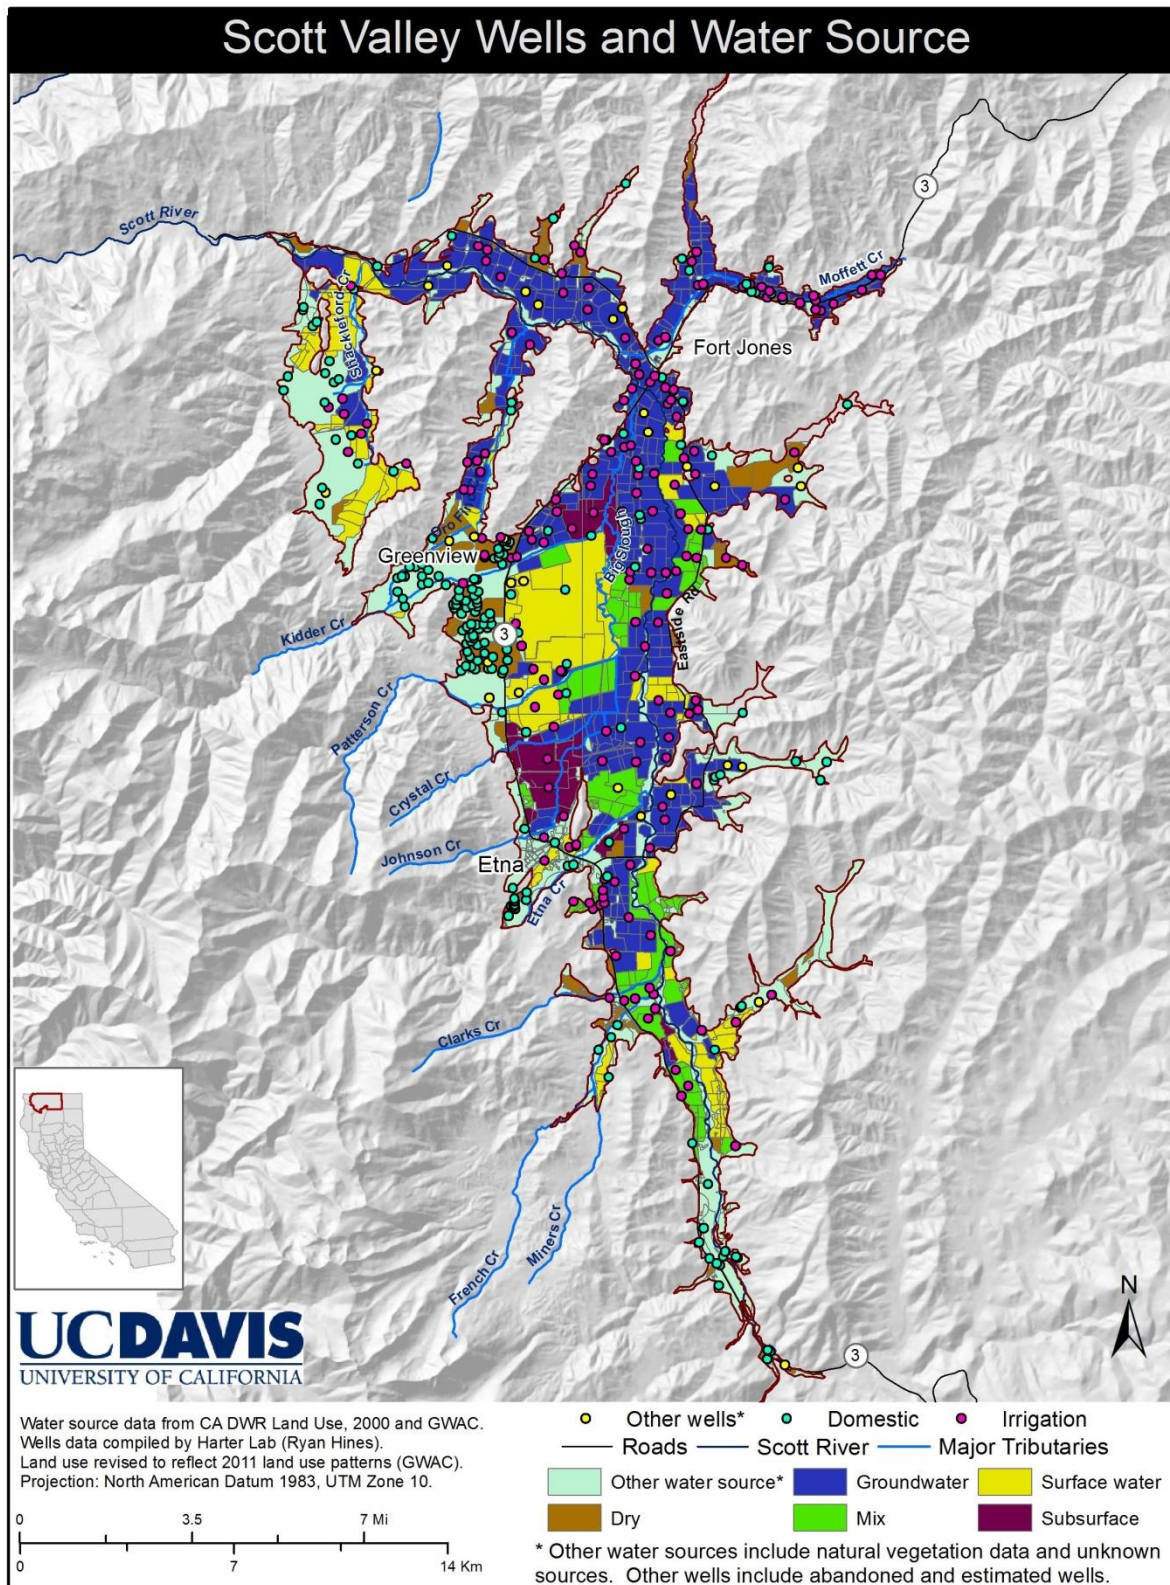 Scott Valley Wells and Water Source
3
Scott River
Moffett Cr
Shackleford Cr
Fort Jones
Oro Fino
Greenview
Big Slough
Eastside Rd
3
Kidder Cr
Patterson Cr
Crystal Cr
Johnson Cr
Etna
Etna Cr
Clarks Cr
French Cr
Miners Cr
N
3
UCDAVIS
UNIVERSITY OF CALIFORNIA
Water source data from CA DWR Land Use, 2000 and GWAC.
Wells data compiled by Harter Lab (Ryan Hines).
Land use revised to reflect 2011 land use patterns (GWAC).
Projection: North American Datum 1983, UTM Zone 10.
0 3.5 7 Mi
0 7 14 Km
Other wells* Domestic Irrigation
Roads Scott River Major Tributaries
Other water source* Groundwater Surface water
Dry Mix Subsurface
* Other water sources include natural vegetation data and unknown
sources. Other wells include abandoned and estimated wells.